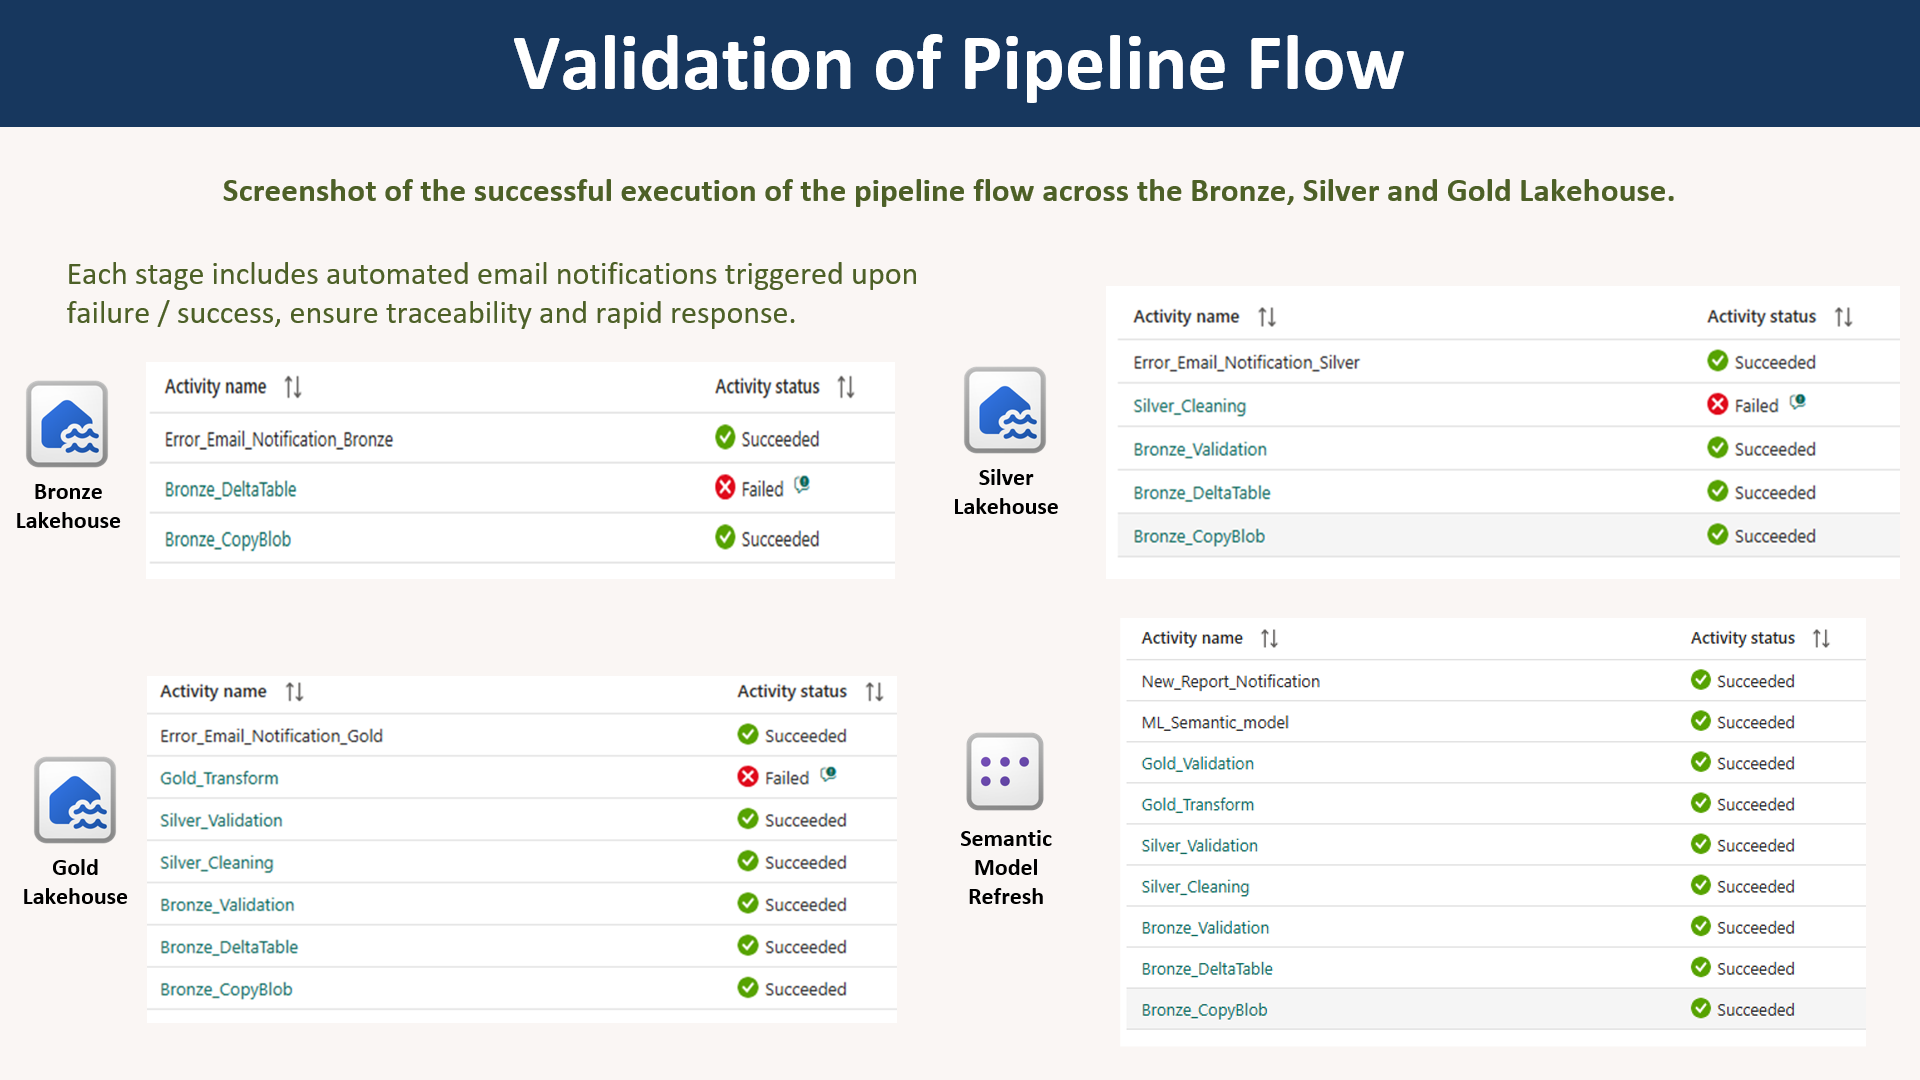 Validation of Pipeline Flow
Screenshot of the successful execution of the pipeline flow across the Bronze, Silver and Gold Lakehouse.
Each stage includes automated email notifications triggered upon
failure / success, ensure traceability and rapid response.
Bronze
Lakehouse
Activity name Activity status
Error_Email_Notification_Bronze Succeeded
Bronze_DeltaTable Failed
Bronze_CopyBlob Succeeded
Silver
Lakehouse
Activity name Activity status
Error_Email_Notification_Silver Succeeded
Silver_Cleaning Failed
Bronze_Validation Succeeded
Bronze_DeltaTable Succeeded
Bronze_CopyBlob Succeeded
Gold
Lakehouse
Activity name Activity status
Error_Email_Notification_Gold Succeeded
Gold_Transform Failed
Silver_Validation Succeeded
Silver_Cleaning Succeeded
Bronze_Validation Succeeded
Bronze_DeltaTable Succeeded
Bronze_CopyBlob Succeeded
Semantic
Model
Refresh
Activity name Activity status
New_Report_Notification Succeeded
ML_Semantic_model Succeeded
Gold_Validation Succeeded
Gold_Transform Succeeded
Silver_Validation Succeeded
Silver_Cleaning Succeeded
Bronze_Validation Succeeded
Bronze_DeltaTable Succeeded
Bronze_CopyBlob Succeeded